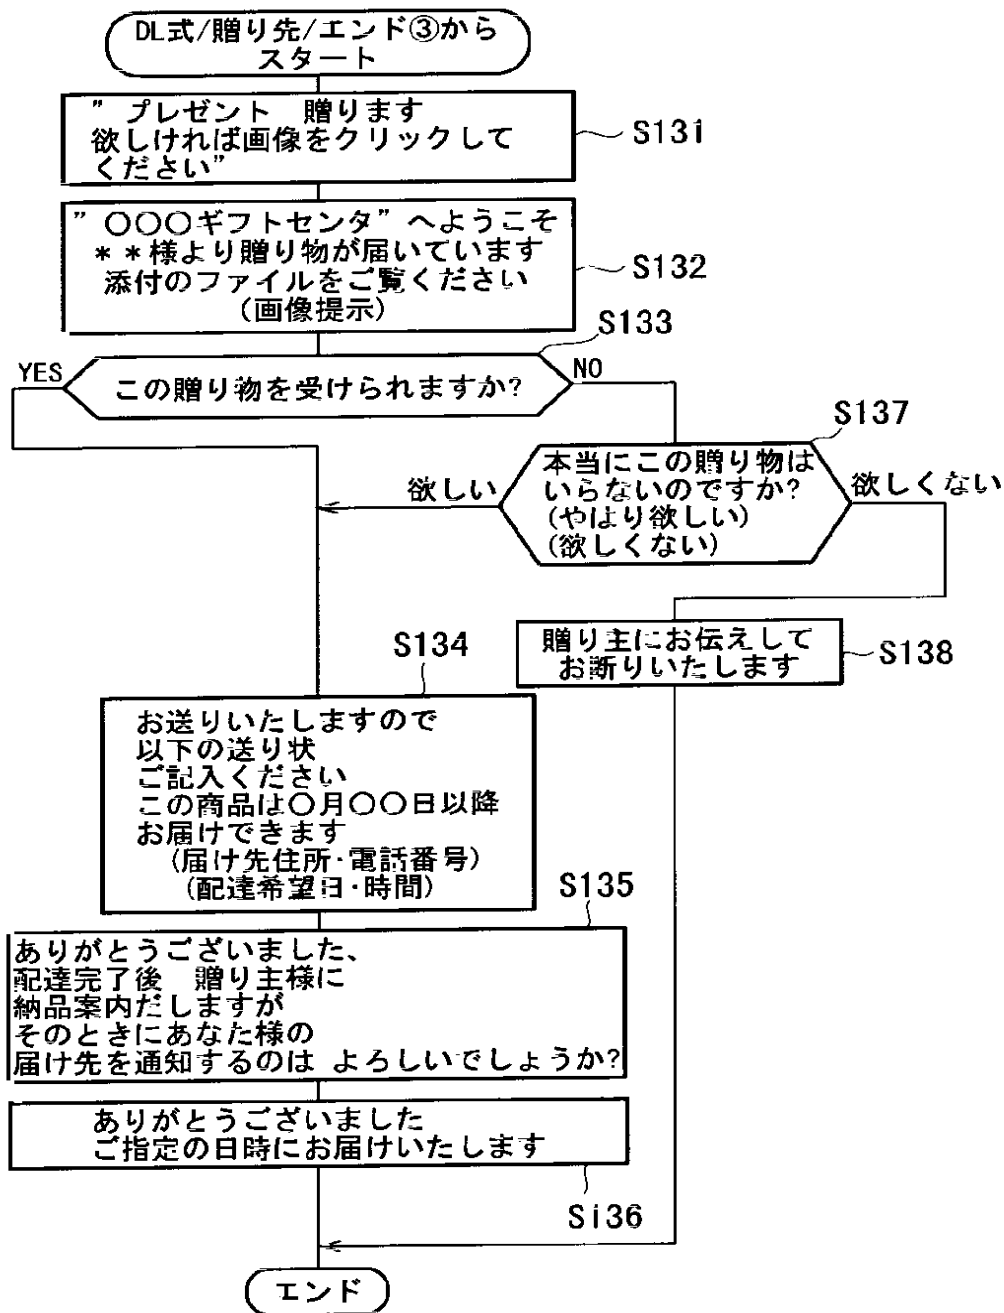 DL式/贈り先/エンド③から
スタート
” プレゼント 贈ります
欲しければ画像をクリックして
ください”
S131
” 〇〇〇ギフトセンタ” へようこそ
＊＊様より贈り物が届いています
添付のファイルをご覧ください
(画像提示)
S132
S133
YES
この贈り物を受けられますか?
NO
S137
本当にこの贈り物は
いらないのですか?
(やはり欲しい)
(欲しくない)
欲しい
欲しくない
贈り主にお伝えして
お断りいたします
S138
S134
お送りいたしますので
以下の送り状
ご記入ください
この商品は〇月〇〇日以降
お届けできます
(届け先住所･電話番号)
(配達希望日･時間)
S135
ありがとうございました、
配達完了後 贈り主様に
納品案内だしますが
そのときにあなた様の
届け先を通知するのは よろしいでしょうか?
ありがとうございました
ご指定の日時にお届けいたします
S136
エンド